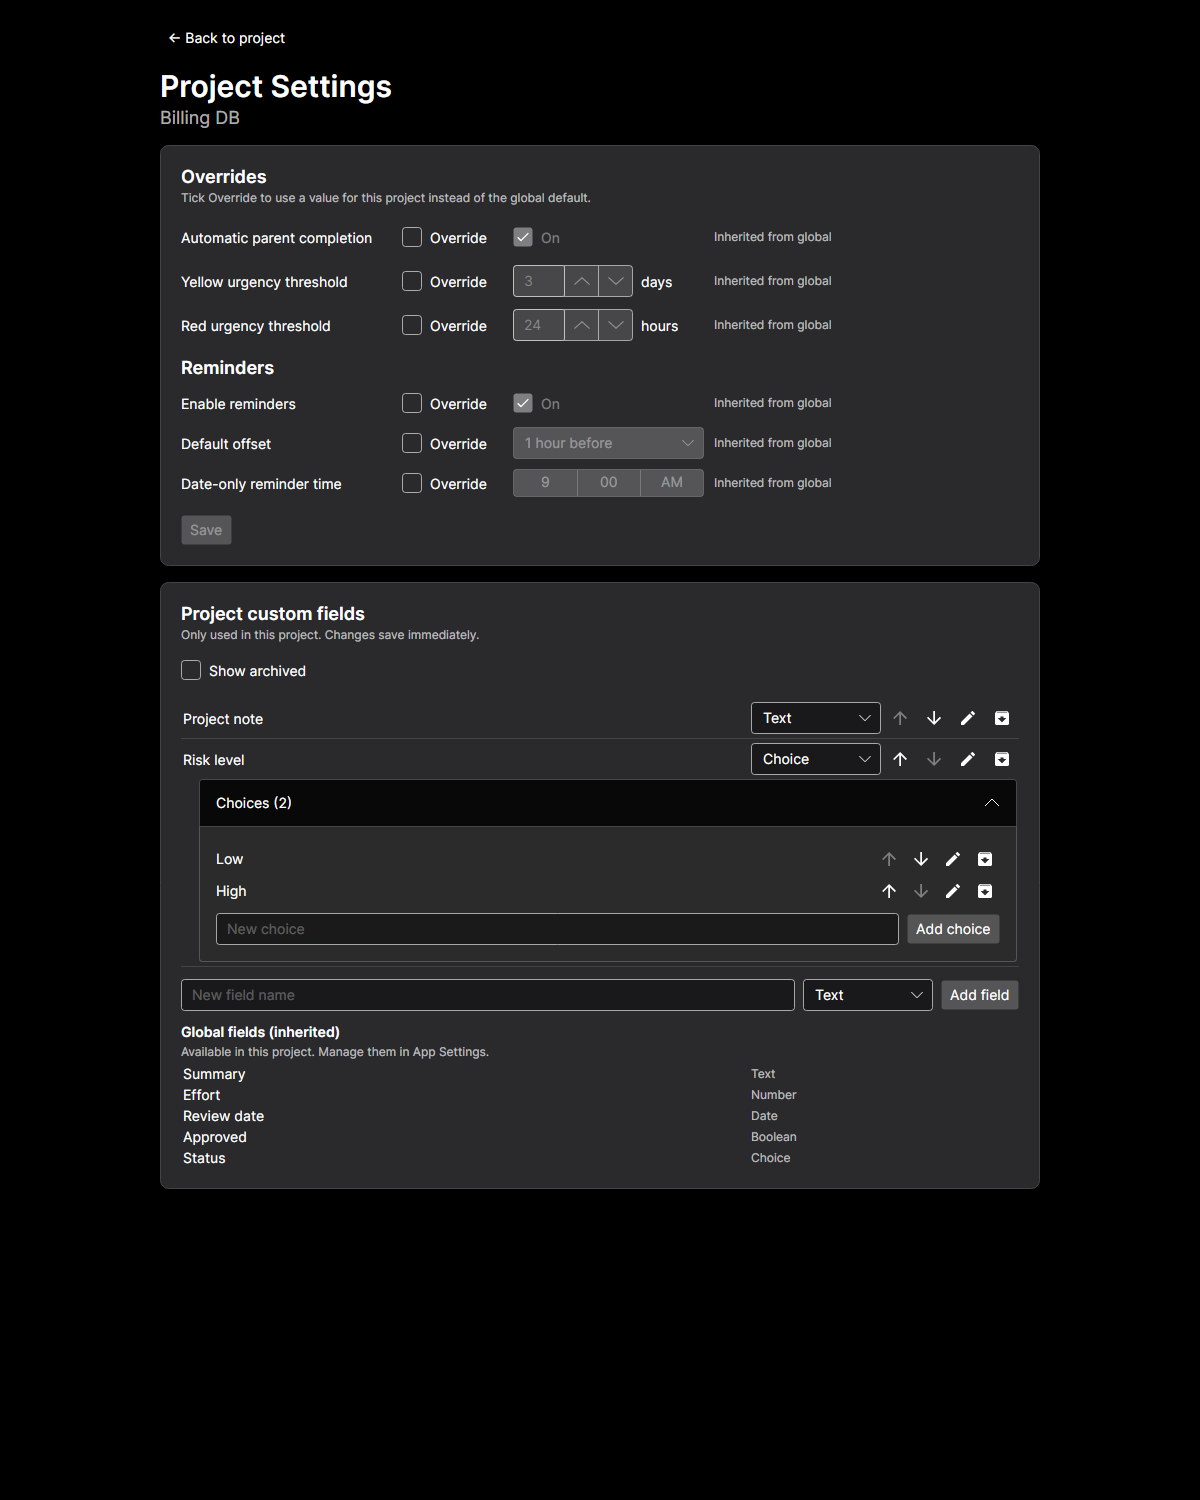 ← Back to project
Project Settings
Billing DB
Overrides
Tick Override to use a value for this project instead of the global default.
Automatic parent completion Override On Inherited from global
Yellow urgency threshold Override 3 days Inherited from global
Red urgency threshold Override 24 hours Inherited from global
Reminders
Enable reminders Override On Inherited from global
Default offset Override 1 hour before Inherited from global
Date-only reminder time Override 9 00 AM Inherited from global
Save
Project custom fields
Only used in this project. Changes save immediately.
Show archived
Project note Text
Risk level Choice
Choices (2)
Low
High
New choice Add choice
New field name Text Add field
Global fields (inherited)
Available in this project. Manage them in App Settings.
Summary Text
Effort Number
Review date Date
Approved Boolean
Status Choice